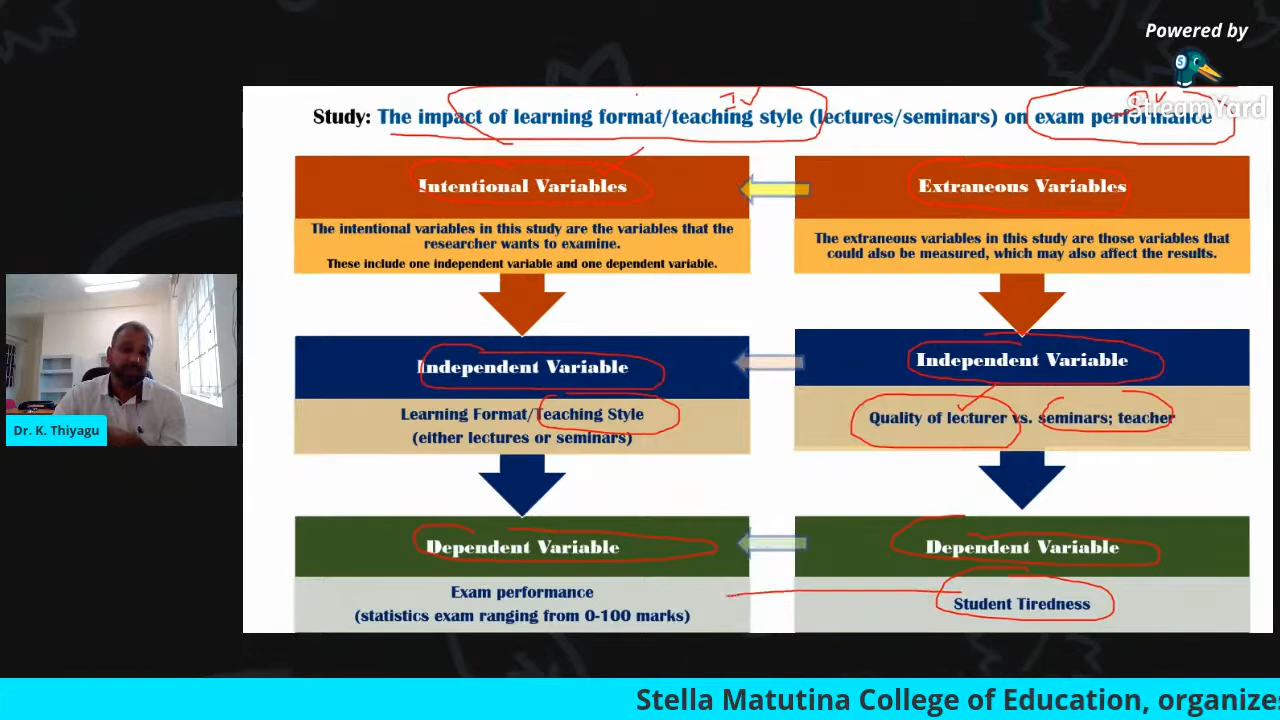 Powered by
StreamYard
Study: The impact of learning format/teaching style (lectures/seminars) on exam performance
IV
DV
Intentional Variables
The intentional variables in this study are the variables that the
researcher wants to examine.
These include one independent variable and one dependent variable.
Extraneous Variables
The extraneous variables in this study are those variables that
could also be measured, which may also affect the results.
Independent Variable
Learning Format/Teaching Style
(either lectures or seminars)
Independent Variable
Quality of lecturer vs. seminars; teacher
Dependent Variable
Exam performance
(statistics exam ranging from 0-100 marks)
Dependent Variable
Student Tiredness
Dr. K. Thiyagu
Stella Matutina College of Education, organizes